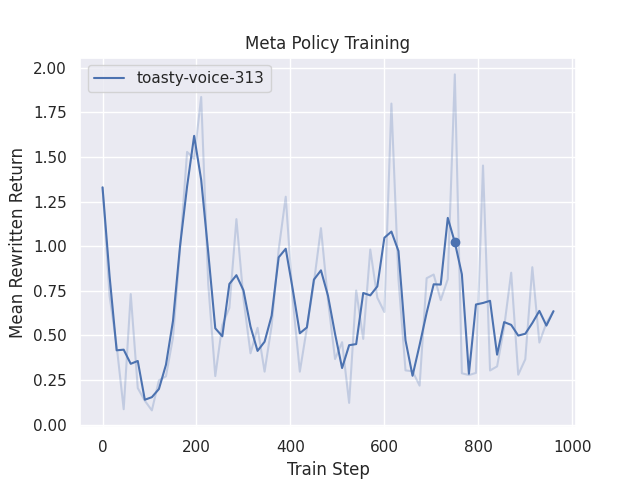 Meta Policy Training
toasty-voice-313
Mean Rewritten Return
2.00
1.75
1.50
1.25
1.00
0.75
0.50
0.25
0.00
0 200 400 600 800 1000
Train Step